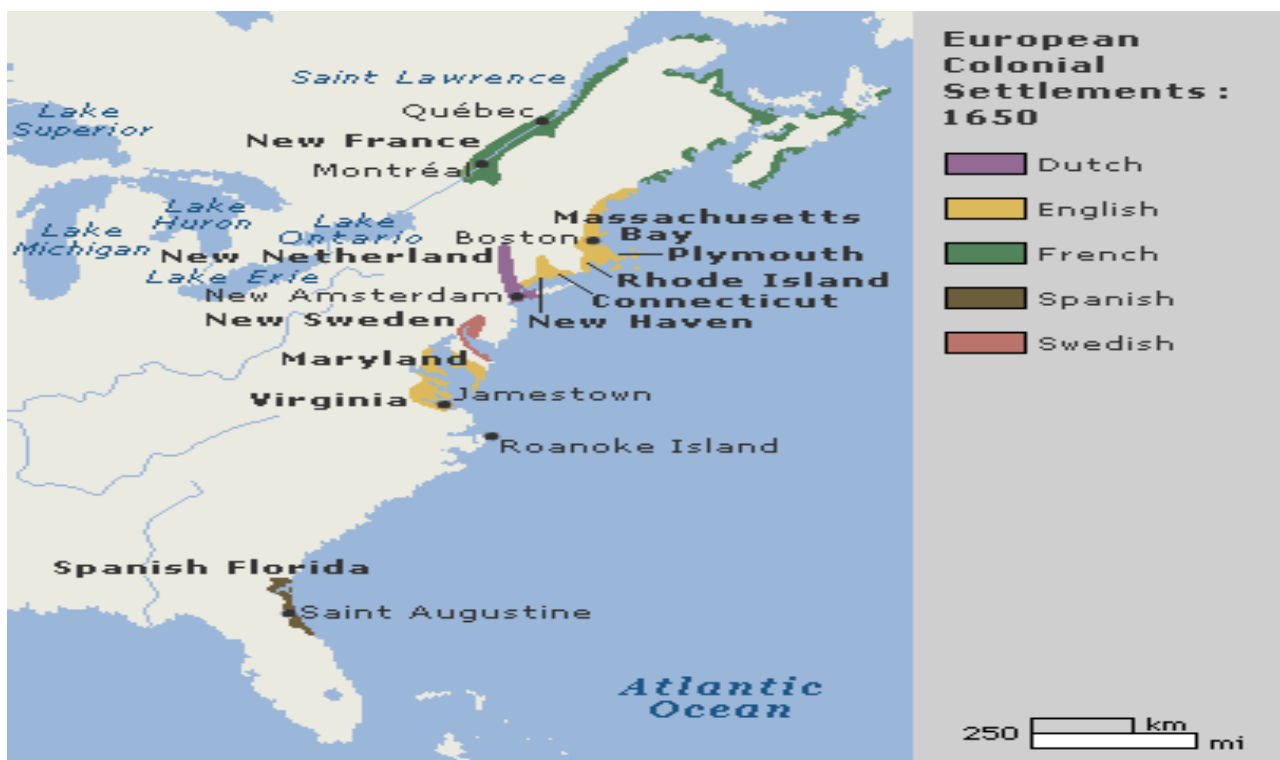 European
Colonial
Settlements :
1650
Dutch
English
French
Spanish
Swedish
Saint Lawrence
Québec
New France
Montréal
Lake
Superior
Lake
Huron
Lake
Michigan
Lake
Ontario
Lake Erie
Massachusetts
Bay
Boston
Plymouth
New Netherland
Rhode Island
Connecticut
New Amsterdam
New Haven
New Sweden
Maryland
Virginia
Jamestown
Roanoke Island
Spanish Florida
Saint Augustine
Atlantic
Ocean
250 km
mi